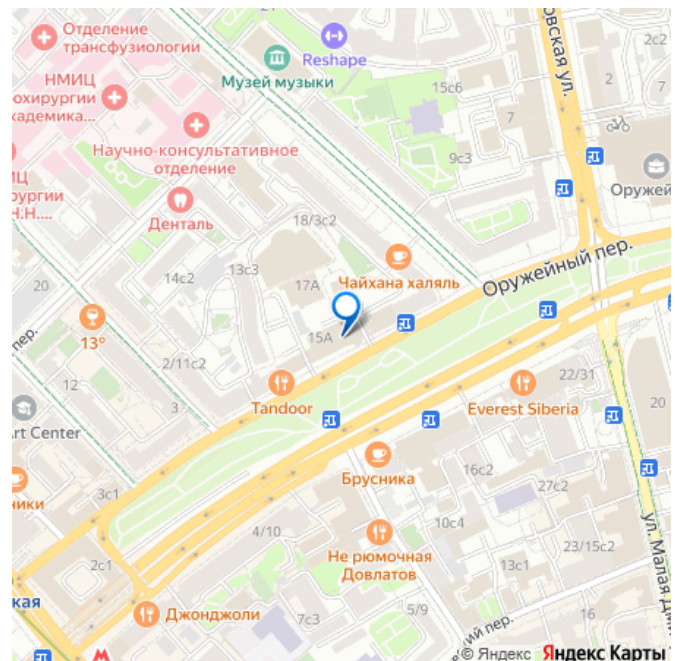 Отделение
трансфузиологии
Reshape
Музей музыки
2с2
НМИЦ
15с6
2
7
7
Научно-консультативное
отделение
9с3
Оружей
Н.Н....
Денталь
18/3с2
Оружейный пер.
20
14с2
13с3
17А
Чайхана халяль
13°
15А
пер.
2/11с2
12
3
Tandoor
22/31
Everest Siberia
20
Art Center
Брусника
16с2
27с2
3с1
4/10
10с4
Не рюмочная
Довлатов
13с1
23/15с2
2с1
ул. Малая
Джонджоли
7с3
5/9
пер.
16
© Яндекс Яндекс Карты